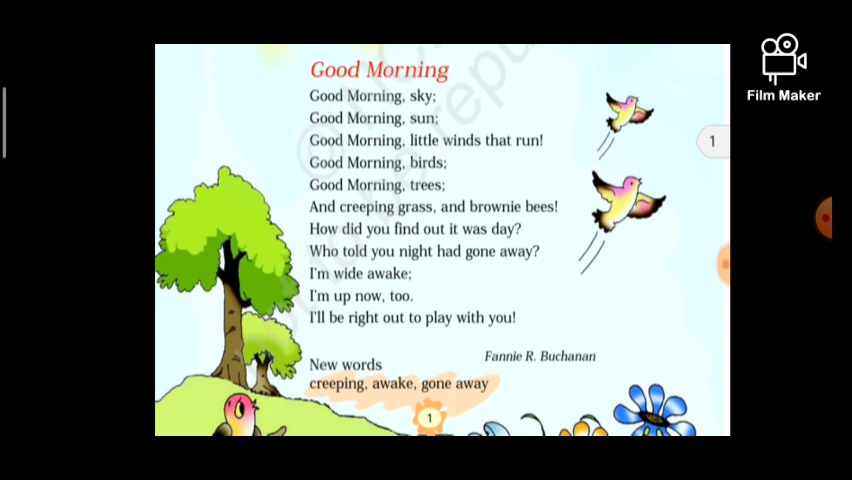 Good Morning
Good Morning, sky;
Good Morning, sun;
Good Morning, little winds that run!
Good Morning, birds;
Good Morning, trees;
And creeping grass, and brownie bees!
How did you find out it was day?
Who told you night had gone away?
I'm wide awake;
I'm up now, too.
I'll be right out to play with you!
Fannie R. Buchanan
New words
creeping, awake, gone away
1
Film Maker
1